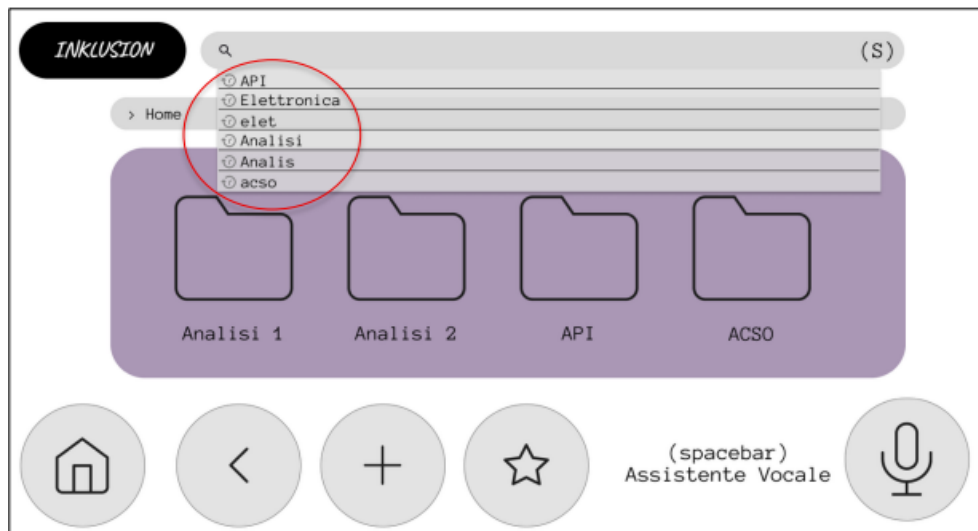 INKLUSION
(S)
API
Elettronica
elet
Analisi
Analis
acso
> Home
Analisi 1
Analisi 2
API
ACSO
(spacebar)
Assistente Vocale